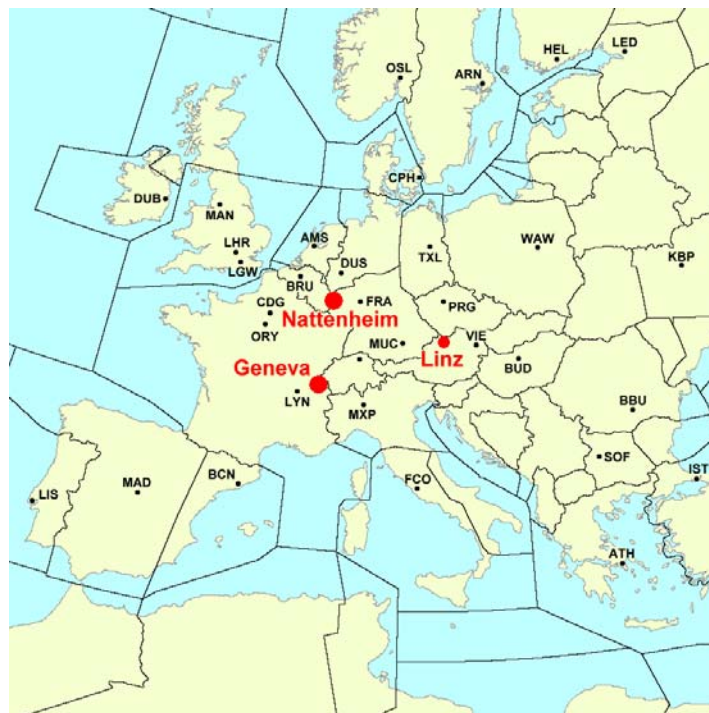 HEL
LED
OSL
ARN
CPH
DUB
MAN
LHR
LGW
AMS
TXL
WAW
KBP
BRU
DUS
CDG
FRA
PRG
Nattenheim
ORY
MUC
VIE
Linz
BUD
Geneva
LYN
MXP
BBU
SOF
IST
LIS
MAD
BCN
FCO
ATH